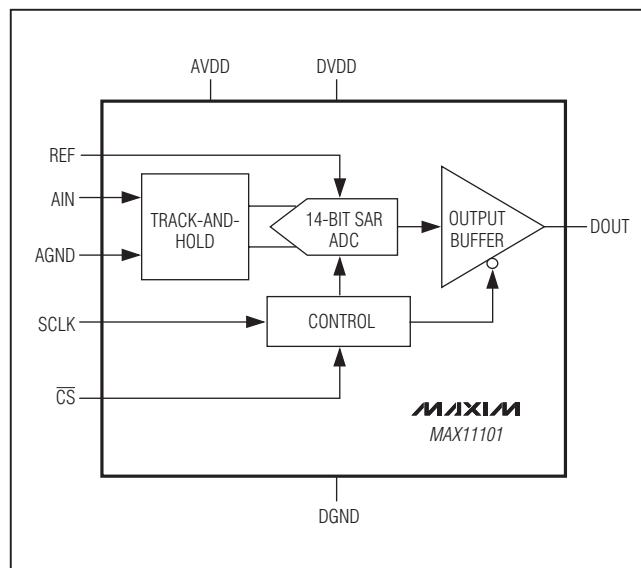 AVDD
DVDD
REF
AIN
TRACK-AND-
HOLD
14-BIT SAR
ADC
OUTPUT
BUFFER
DOUT
AGND
SCLK
CONTROL
C̅S̅
MAXIM
MAX11101
DGND